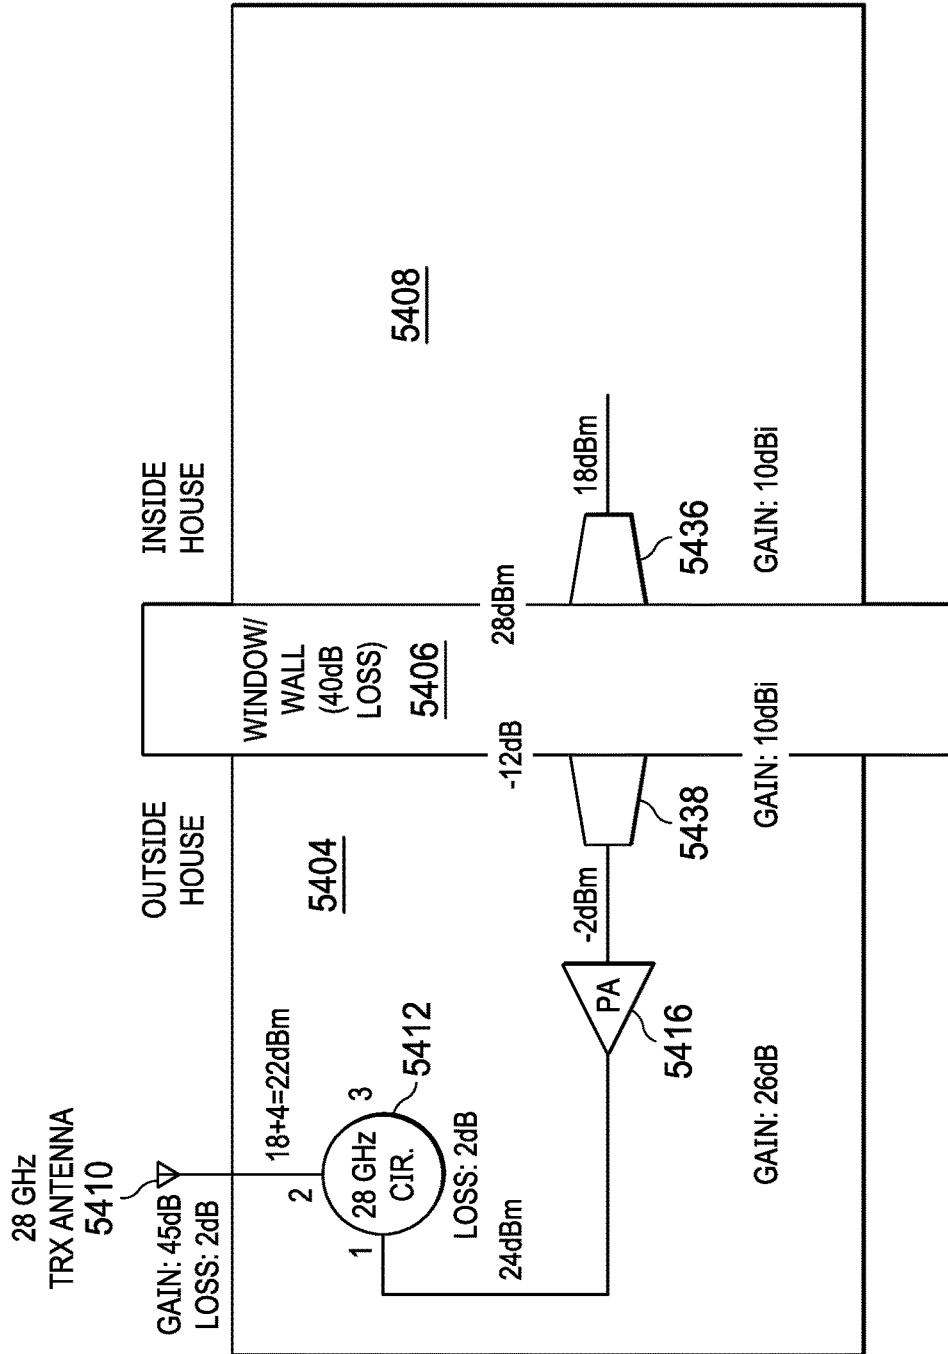 28 GHz
TRX ANTENNA
5410
GAIN: 45dB
LOSS: 2dB
OUTSIDE
HOUSE
INSIDE
HOUSE
18+4=22dBm
2
1
3
28 GHz
CIR.
5412
LOSS: 2dB
24dBm
5404
WINDOW/
WALL
(40dB
LOSS)
5406
5408
-12dB
28dBm
PA
5416
-2dBm
5438
5436
18dBm
GAIN: 26dB
GAIN: 10dBi
GAIN: 10dBi